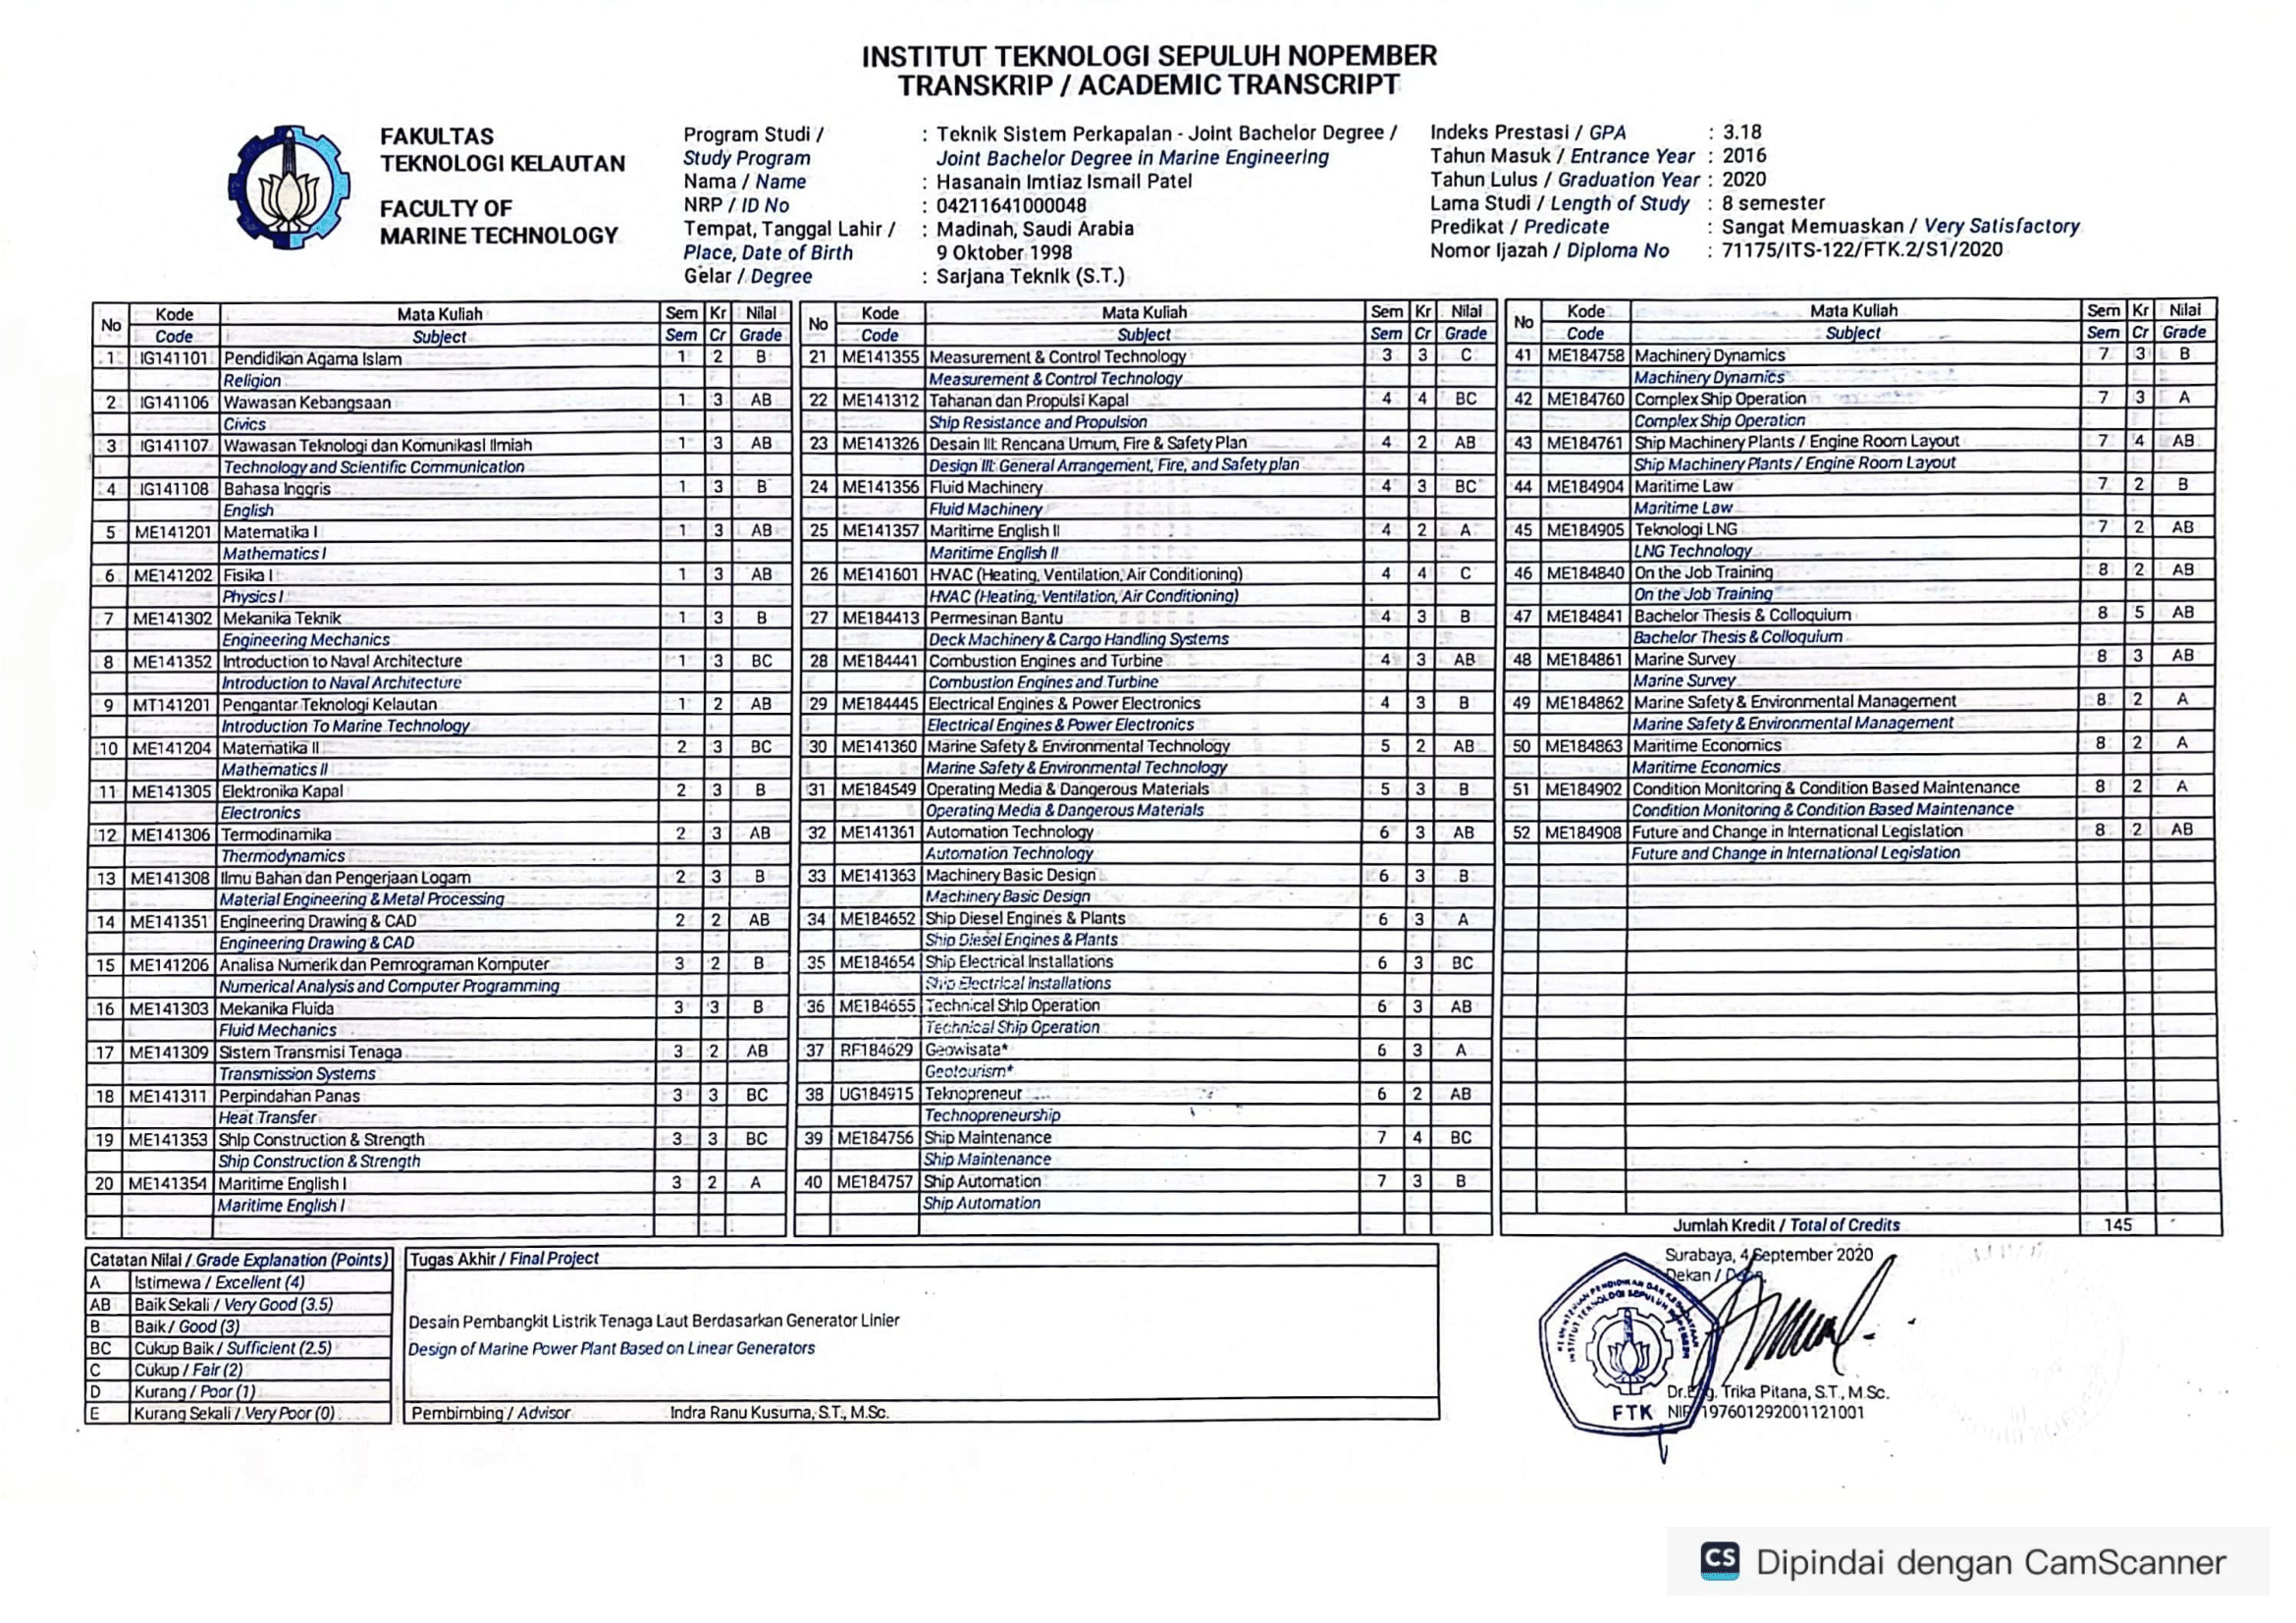 INSTITUT TEKNOLOGI SEPULUH NOPEMBER
TRANSKRIP / ACADEMIC TRANSCRIPT
FAKULTAS
TEKNOLOGI KELAUTAN
FACULTY OF
MARINE TECHNOLOGY
Program Studi / : Teknik Sistem Perkapalan - Joint Bachelor Degree /
Study Program Joint Bachelor Degree in Marine Engineering
Nama / Name : Hasanain Imtiaz Ismail Patel
NRP / ID No : 04211641000048
Tempat, Tanggal Lahir / : Madinah, Saudi Arabia
Place, Date of Birth 9 Oktober 1998
Gelar / Degree : Sarjana Teknik (S.T.)
Indeks Prestasi / GPA : 3.18
Tahun Masuk / Entrance Year : 2016
Tahun Lulus / Graduation Year : 2020
Lama Studi / Length of Study : 8 semester
Predikat / Predicate : Sangat Memuaskan / Very Satisfactory
Nomor Ijazah / Diploma No : 71175/ITS-122/FTK.2/S1/2020
No Kode Mata Kuliah Sem Kr Nilai
Code Subject Sem Cr Grade
1 IG141101 Pendidikan Agama Islam 1 2 B
Religion
2 IG141106 Wawasan Kebangsaan 1 3 AB
Civics
3 IG141107 Wawasan Teknologi dan Komunikasi Ilmiah 1 3 AB
Technology and Scientific Communication
4 IG141108 Bahasa Inggris 1 3 B
English
5 ME141201 Matematika I 1 3 AB
Mathematics I
6 ME141202 Fisika I 1 3 AB
Physics I
7 ME141302 Mekanika Teknik 1 3 B
Engineering Mechanics
8 ME141352 Introduction to Naval Architecture 1 3 BC
Introduction to Naval Architecture
9 MT141201 Pengantar Teknologi Kelautan 1 2 AB
Introduction To Marine Technology
10 ME141204 Matematika II 2 3 BC
Mathematics II
11 ME141305 Elektronika Kapal 2 3 B
Electronics
12 ME141306 Termodinamika 2 3 AB
Thermodynamics
13 ME141308 Ilmu Bahan dan Pengerjaan Logam 2 3 B
Material Engineering & Metal Processing
14 ME141351 Engineering Drawing & CAD 2 2 AB
Engineering Drawing & CAD
15 ME141206 Analisa Numerik dan Pemrograman Komputer 3 2 B
Numerical Analysis and Computer Programming
16 ME141303 Mekanika Fluida 3 3 B
Fluid Mechanics
17 ME141309 Sistem Transmisi Tenaga 3 2 AB
Transmission Systems
18 ME141311 Perpindahan Panas 3 3 BC
Heat Transfer
19 ME141353 Ship Construction & Strength 3 3 BC
Ship Construction & Strength
20 ME141354 Maritime English I 3 2 A
Maritime English I
No Kode Mata Kuliah Sem Kr Nilai
Code Subject Sem Cr Grade
21 ME141355 Measurement & Control Technology 3 3 C
Measurement & Control Technology
22 ME141312 Tahanan dan Propulsi Kapal 4 4 BC
Ship Resistance and Propulsion
23 ME141326 Desain III: Rencana Umum, Fire & Safety Plan 4 2 AB
Design III: General Arrangement, Fire, and Safety plan
24 ME141356 Fluid Machinery 4 3 BC
Fluid Machinery
25 ME141357 Maritime English II 4 2 A
Maritime English II
26 ME141601 HVAC (Heating, Ventilation, Air Conditioning) 4 4 C
HVAC (Heating, Ventilation, Air Conditioning)
27 ME184413 Permesinan Bantu 4 3 B
Deck Machinery & Cargo Handling Systems
28 ME184441 Combustion Engines and Turbine 4 3 AB
Combustion Engines and Turbine
29 ME184445 Electrical Engines & Power Electronics 4 3 B
Electrical Engines & Power Electronics
30 ME141360 Marine Safety & Environmental Technology 5 2 AB
Marine Safety & Environmental Technology
31 ME184549 Operating Media & Dangerous Materials 5 3 B
Operating Media & Dangerous Materials
32 ME141361 Automation Technology 6 3 AB
Automation Technology
33 ME141363 Machinery Basic Design 6 3 B
Machinery Basic Design
34 ME184652 Ship Diesel Engines & Plants 6 3 A
Ship Diesel Engines & Plants
35 ME184654 Ship Electrical Installations 6 3 BC
Ship Electrical Installations
36 ME184655 Technical Ship Operation 6 3 AB
Technical Ship Operation
37 RF184629 Geowisata* 6 3 A
Geotourism*
38 UG184915 Teknopreneur 6 2 AB
Technopreneurship
39 ME184756 Ship Maintenance 7 4 BC
Ship Maintenance
40 ME184757 Ship Automation 7 3 B
Ship Automation
No Kode Mata Kuliah Sem Kr Nilai
Code Subject Sem Cr Grade
41 ME184758 Machinery Dynamics 7 3 B
Machinery Dynamics
42 ME184760 Complex Ship Operation 7 3 A
Complex Ship Operation
43 ME184761 Ship Machinery Plants / Engine Room Layout 7 4 AB
Ship Machinery Plants / Engine Room Layout
44 ME184904 Maritime Law 7 2 B
Maritime Law
45 ME184905 Teknologi LNG 7 2 AB
LNG Technology
46 ME184840 On the Job Training 8 2 AB
On the Job Training
47 ME184841 Bachelor Thesis & Colloquium 8 5 AB
Bachelor Thesis & Colloquium
48 ME184861 Marine Survey 8 3 AB
Marine Survey
49 ME184862 Marine Safety & Environmental Management 8 2 A
Marine Safety & Environmental Management
50 ME184863 Maritime Economics 8 2 A
Maritime Economics
51 ME184902 Condition Monitoring & Condition Based Maintenance 8 2 A
Condition Monitoring & Condition Based Maintenance
52 ME184908 Future and Change in International Legislation 8 2 AB
Future and Change in International Legislation
Jumlah Kredit / Total of Credits 145
Catatan Nilai / Grade Explanation (Points)
A Istimewa / Excellent (4)
AB Baik Sekali / Very Good (3.5)
B Baik / Good (3)
BC Cukup Baik / Sufficient (2.5)
C Cukup / Fair (2)
D Kurang / Poor (1)
E Kurang Sekali / Very Poor (0)
Tugas Akhir / Final Project
Desain Pembangkit Listrik Tenaga Laut Berdasarkan Generator Linier
Design of Marine Power Plant Based on Linear Generators
Pembimbing / Advisor Indra Ranu Kusuma, S.T., M.Sc.
Surabaya, 4 September 2020
Dekan / Dean
INSTITUT TEKNOLOGI SEPULUH NOPEMBER
FTK
Dr.Eng. Trika Pitana, S.T., M.Sc.
NIP 197601292001121001
CS Dipindai dengan CamScanner